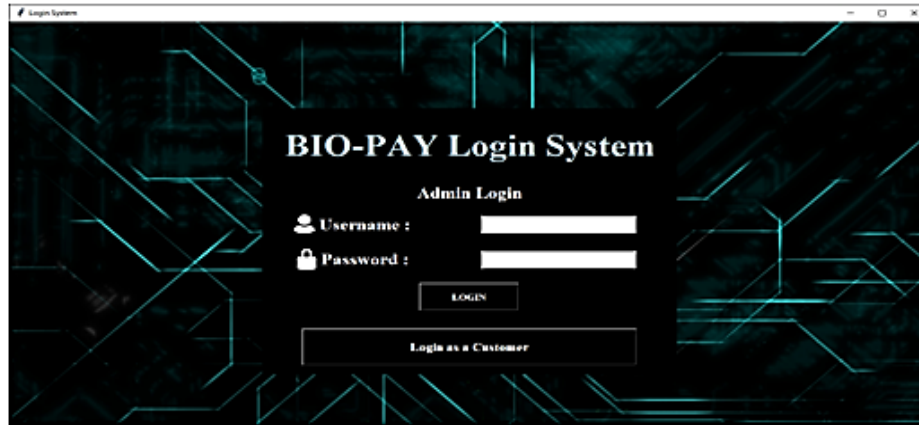 Login System
BIO-PAY Login System
Admin Login
Username :
Password :
LOGIN
Login as a Customer